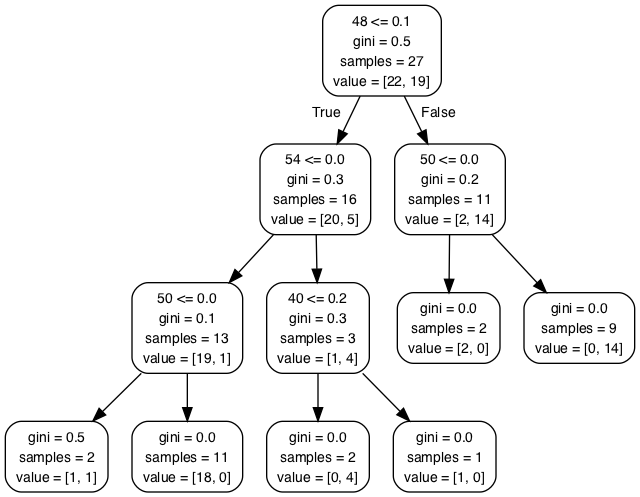 48 <= 0.1
gini = 0.5
samples = 27
value = [22, 19]
True
False
54 <= 0.0
gini = 0.3
samples = 16
value = [20, 5]
50 <= 0.0
gini = 0.2
samples = 11
value = [2, 14]
50 <= 0.0
gini = 0.1
samples = 13
value = [19, 1]
40 <= 0.2
gini = 0.3
samples = 3
value = [1, 4]
gini = 0.0
samples = 2
value = [2, 0]
gini = 0.0
samples = 9
value = [0, 14]
gini = 0.5
samples = 2
value = [1, 1]
gini = 0.0
samples = 11
value = [18, 0]
gini = 0.0
samples = 2
value = [0, 4]
gini = 0.0
samples = 1
value = [1, 0]